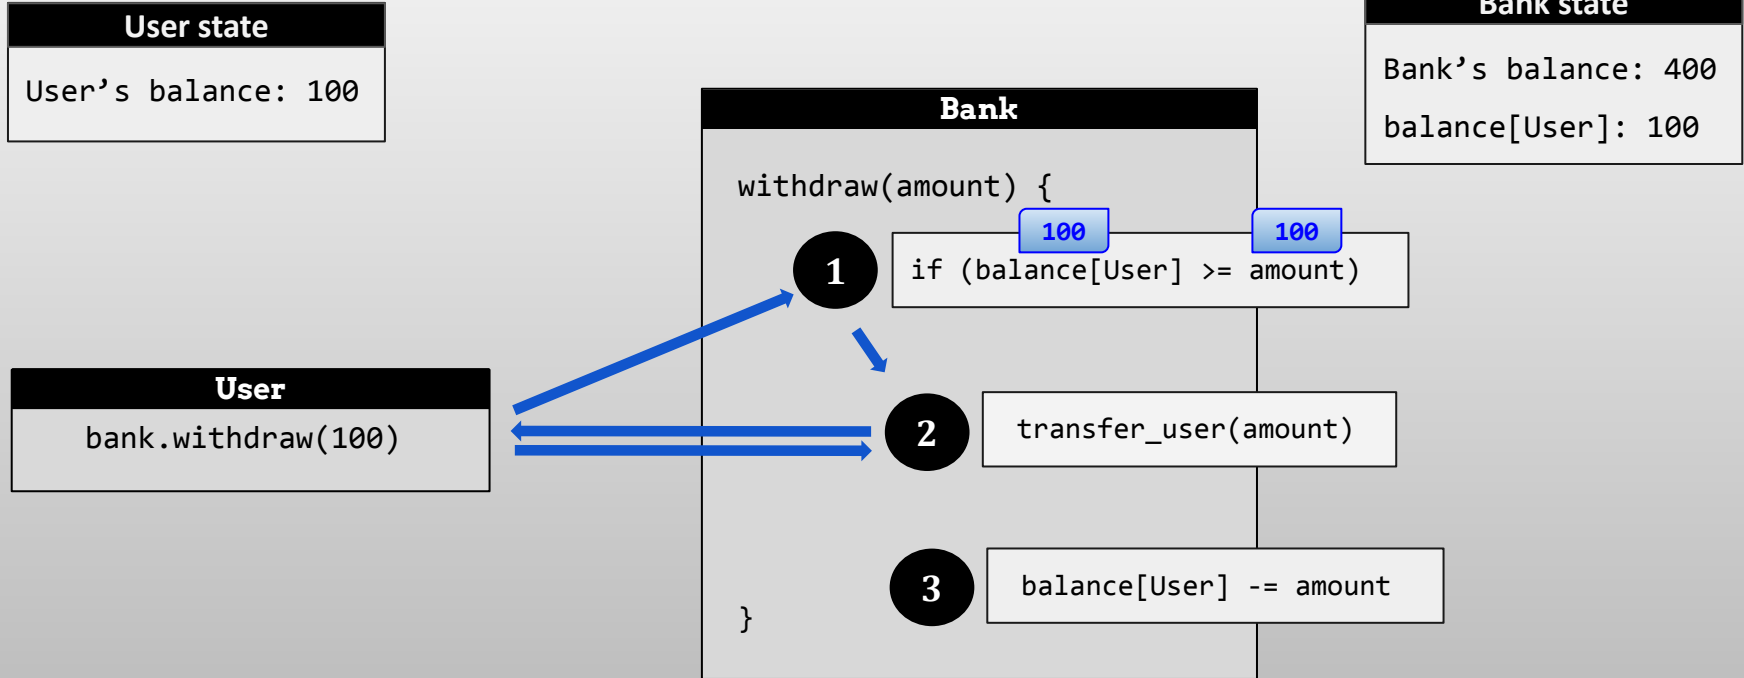 User state
User’s balance: 100
Bank state
Bank’s balance: 400
balance[User]: 100
Bank
withdraw(amount) {
100
100
1
if (balance[User] >= amount)
User
bank.withdraw(100)
2
transfer_user(amount)
3
balance[User] -= amount
}